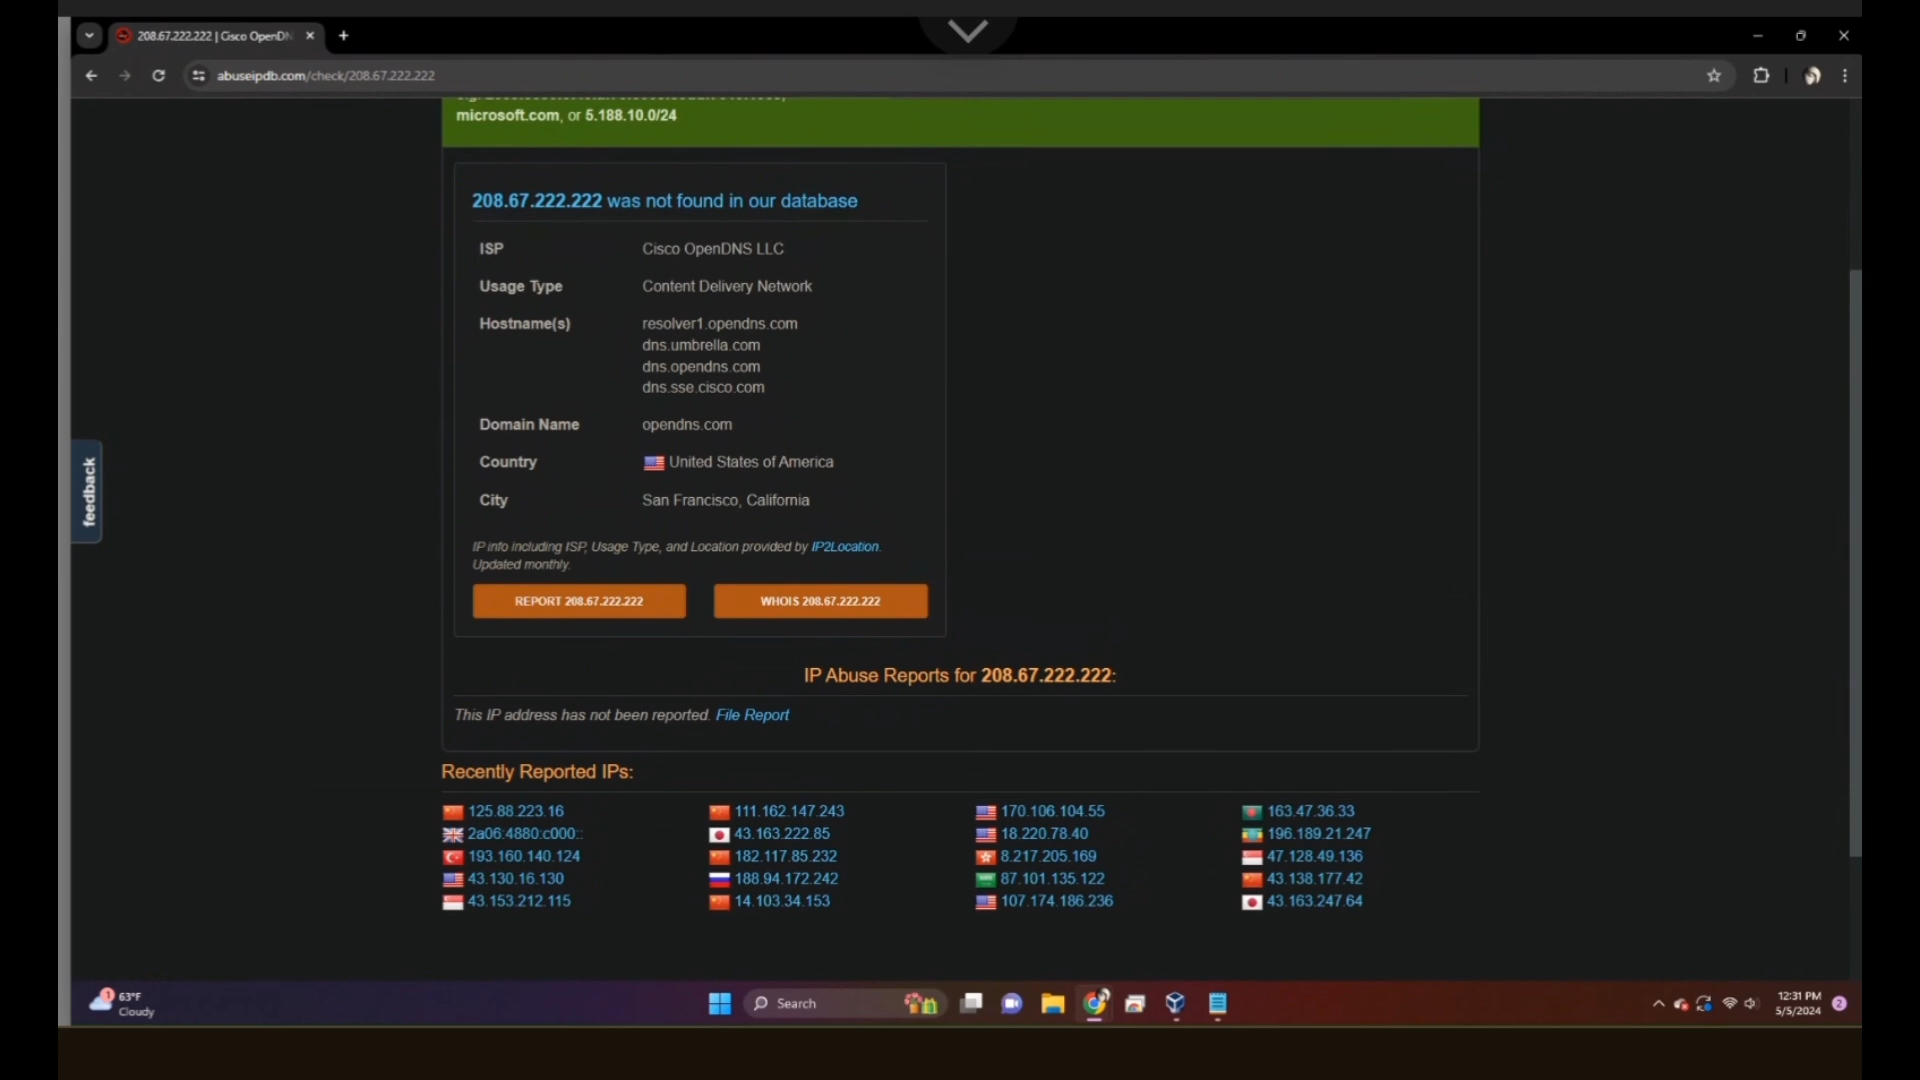 208.67.222.222 | Cisco OpenDN
abuseipdb.com/check/208.67.222.222
microsoft.com, or 5.188.10.0/24
208.67.222.222 was not found in our database
ISP Cisco OpenDNS LLC
Usage Type Content Delivery Network
Hostname(s) resolver1.opendns.com
dns.umbrella.com
dns.opendns.com
dns.sse.cisco.com
Domain Name opendns.com
Country United States of America
City San Francisco, California
IP info including ISP, Usage Type, and Location provided by IP2Location.
Updated monthly.
REPORT 208.67.222.222 WHOIS 208.67.222.222
feedback
IP Abuse Reports for 208.67.222.222:
This IP address has not been reported. File Report
Recently Reported IPs:
125.88.223.16 111.162.147.243 170.106.104.55 163.47.36.33
2a06:4880:c000:: 43.163.222.85 18.220.78.40 196.189.21.247
193.160.140.124 182.117.85.232 8.217.205.169 47.128.49.136
43.130.16.130 188.94.172.242 87.101.135.122 43.138.177.42
43.153.212.115 14.103.34.153 107.174.186.236 43.163.247.64
1 63°F
Cloudy
Search
12:31 PM
5/5/2024
2